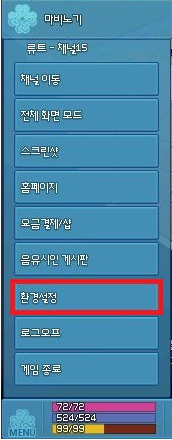 마비노기
류트 - 채널15
채널 이동
전체 화면 모드
스크린샷
홈페이지
요금결제/샵
음유시인 게시판
환경설정
로그오프
게임 종료
72/72
524/524
99/99
MENU